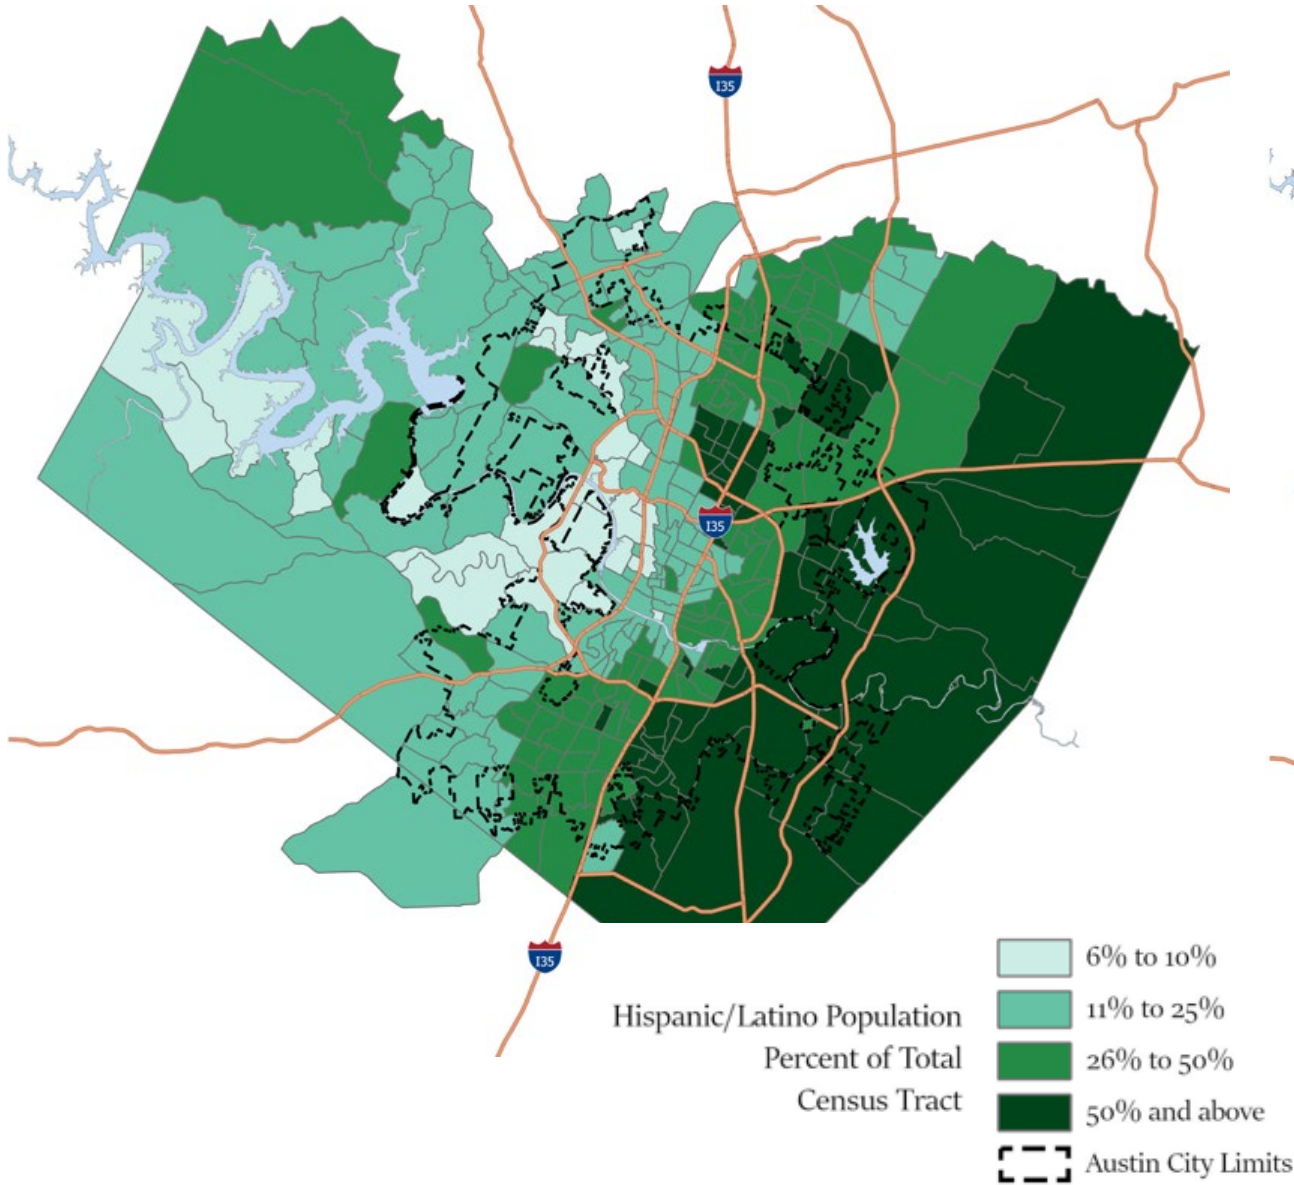 I35
I35
I35
Hispanic/Latino Population
Percent of Total
Census Tract
6% to 10%
11% to 25%
26% to 50%
50% and above
Austin City Limits